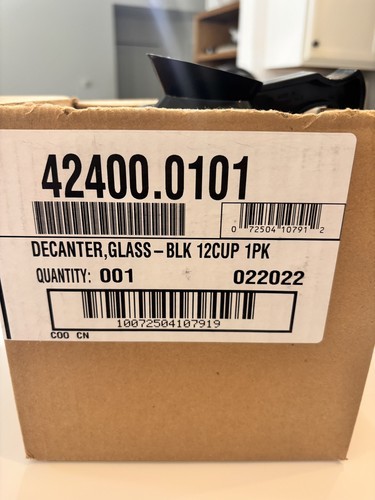 42400.0101
0 72504 10791 2
DECANTER,GLASS-BLK 12CUP 1PK
QUANTITY: 001 022022
10072504107919
COO CN